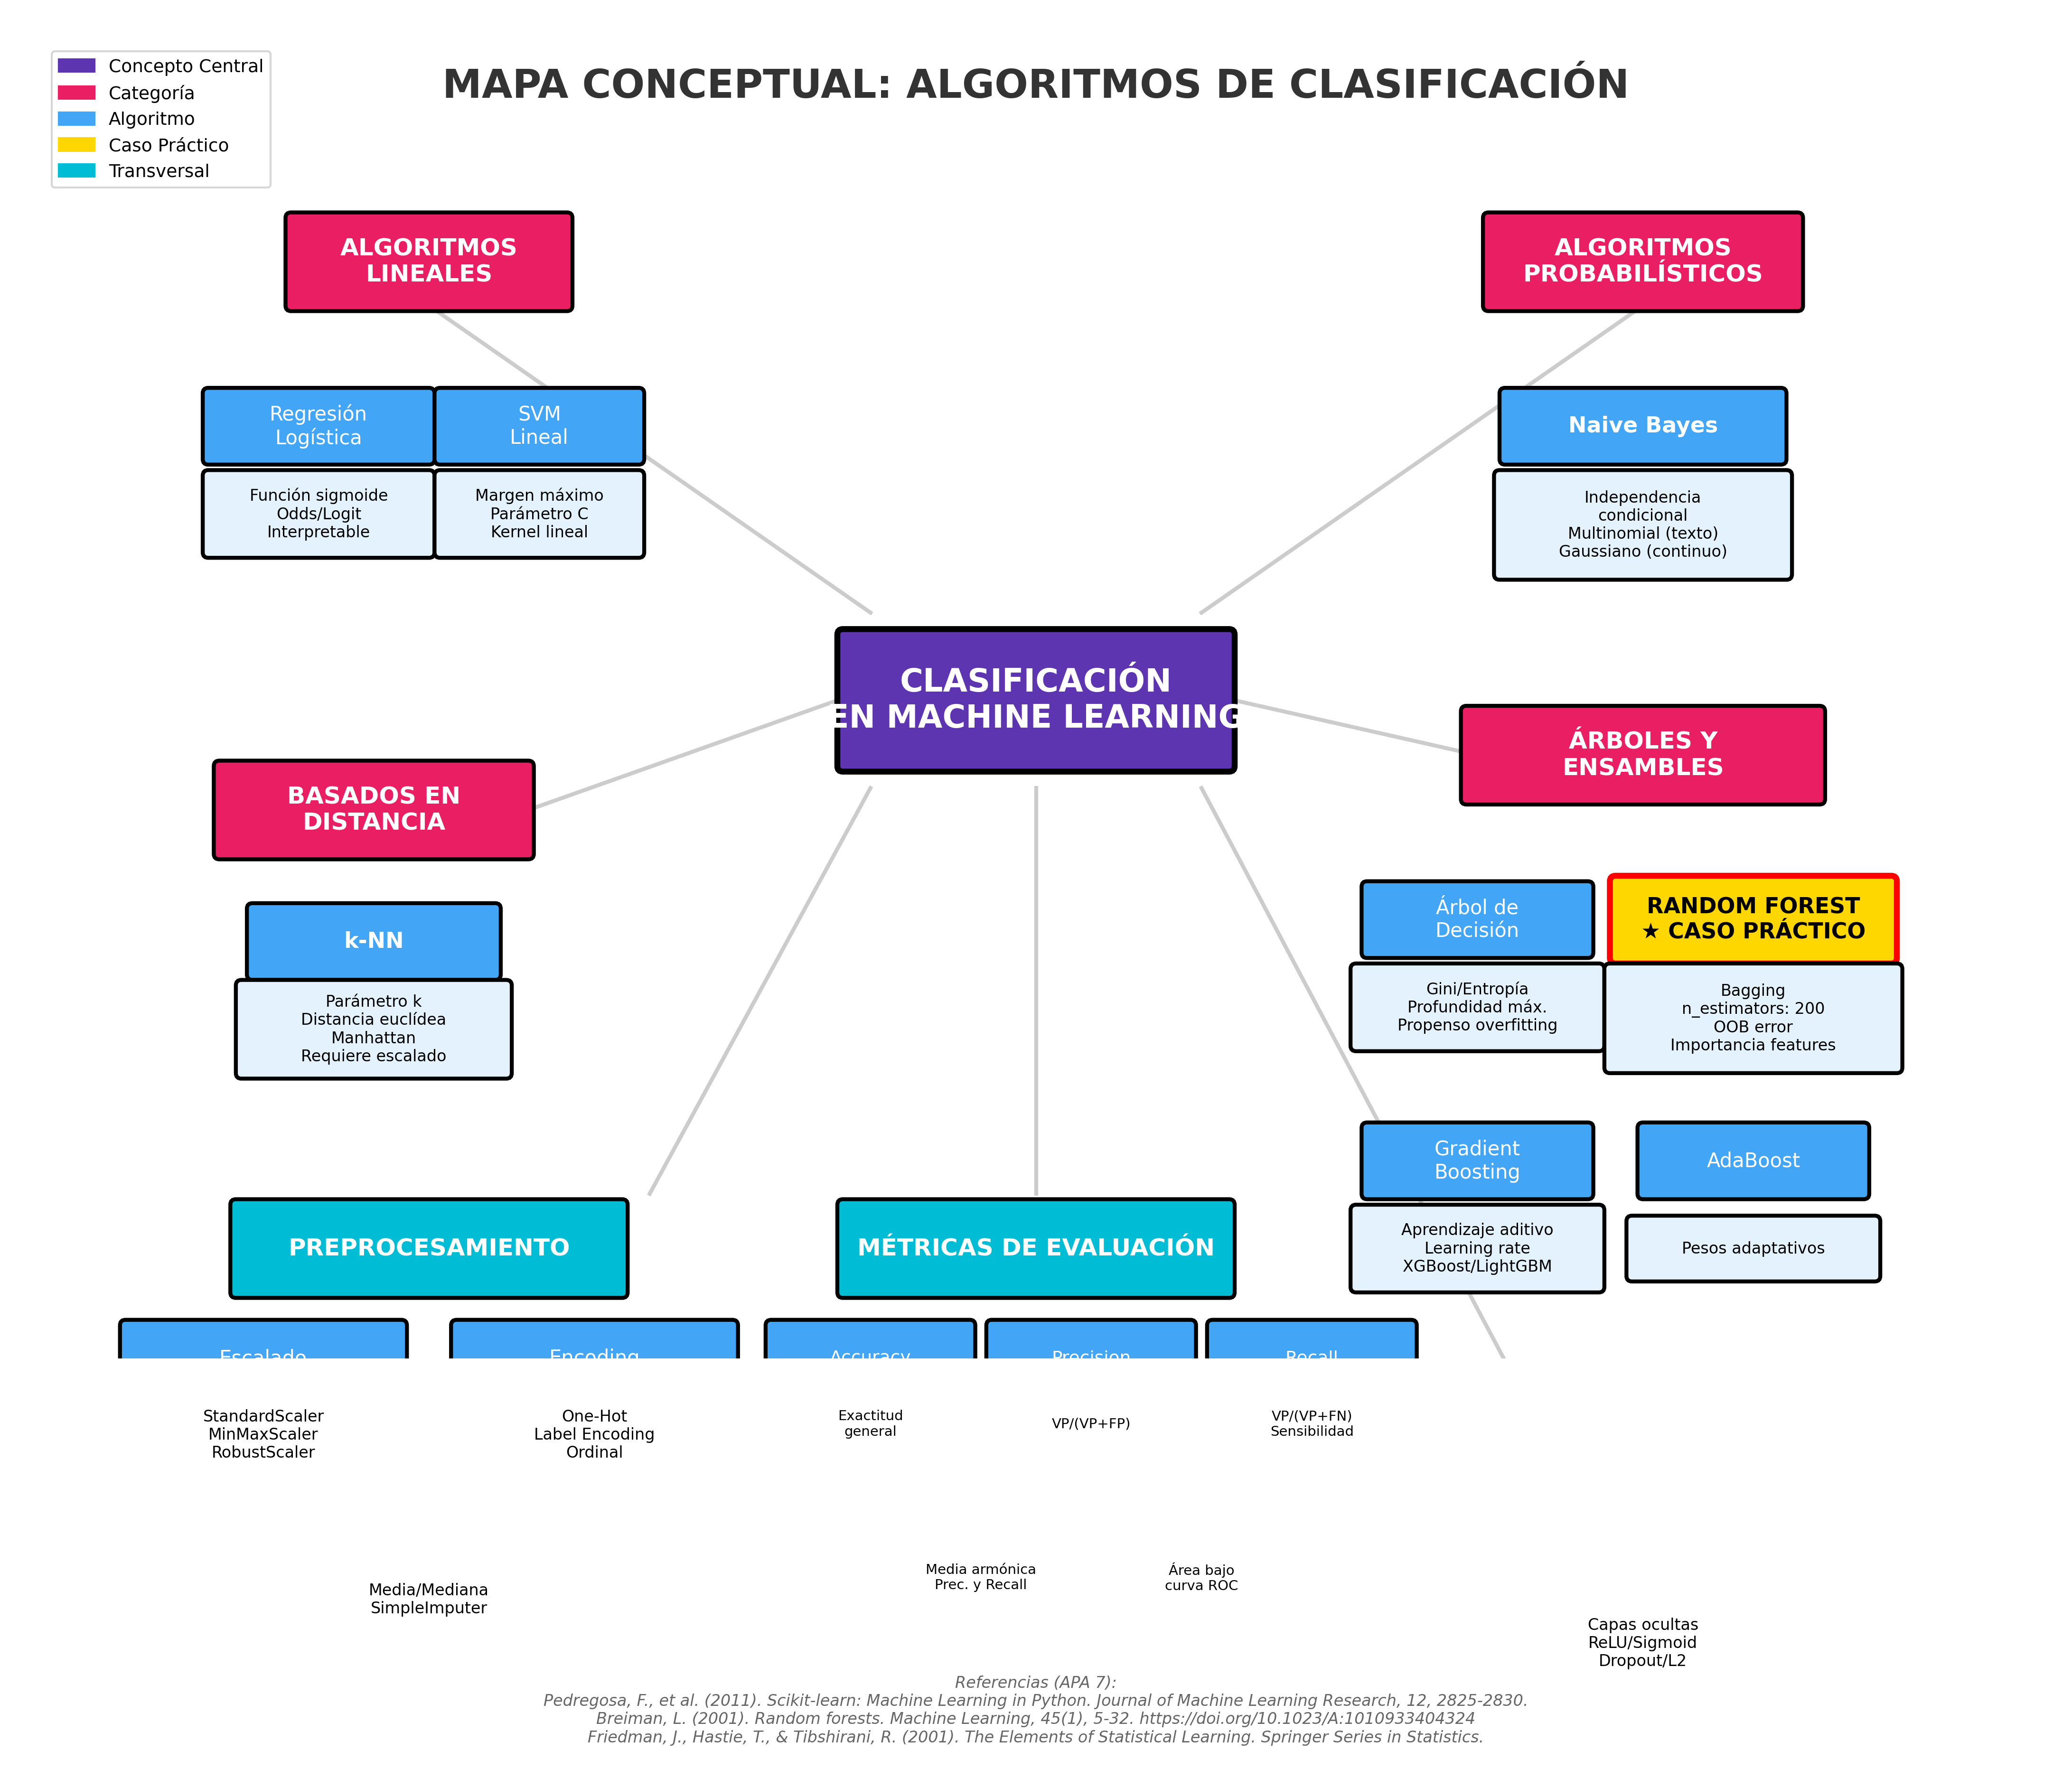 Concepto Central
Categoría
Algoritmo
Caso Práctico
Transversal
MAPA CONCEPTUAL: ALGORITMOS DE CLASIFICACIÓN
ALGORITMOS
LINEALES
ALGORITMOS
PROBABILÍSTICOS
Regresión
Logística
SVM
Lineal
Naive Bayes
Función sigmoide
Odds/Logit
Interpretable
Margen máximo
Parámetro C
Kernel lineal
Independencia
condicional
Multinomial (texto)
Gaussiano (continuo)
CLASIFICACIÓN
EN MACHINE LEARNING
BASADOS EN
DISTANCIA
ÁRBOLES Y
ENSAMBLES
k-NN
Parámetro k
Distancia euclídea
Manhattan
Requiere escalado
Árbol de
Decisión
RANDOM FOREST
★ CASO PRÁCTICO
Gini/Entropía
Profundidad máx.
Propenso overfitting
Bagging
n_estimators: 200
OOB error
Importancia features
Gradient
Boosting
AdaBoost
Aprendizaje aditivo
Learning rate
XGBoost/LightGBM
Pesos adaptativos
PREPROCESAMIENTO
MÉTRICAS DE EVALUACIÓN
Escalado
Encoding
Accuracy
Precision
Recall
StandardScaler
MinMaxScaler
RobustScaler
One-Hot
Label Encoding
Ordinal
Exactitud
general
VP/(VP+FP)
VP/(VP+FN)
Sensibilidad
Media/Mediana
SimpleImputer
Media armónica
Prec. y Recall
Área bajo
curva ROC
Capas ocultas
ReLU/Sigmoid
Dropout/L2
Referencias (APA 7):
Pedregosa, F., et al. (2011). Scikit-learn: Machine Learning in Python. Journal of Machine Learning Research, 12, 2825-2830.
Breiman, L. (2001). Random forests. Machine Learning, 45(1), 5-32. https://doi.org/10.1023/A:1010933404324
Friedman, J., Hastie, T., & Tibshirani, R. (2001). The Elements of Statistical Learning. Springer Series in Statistics.